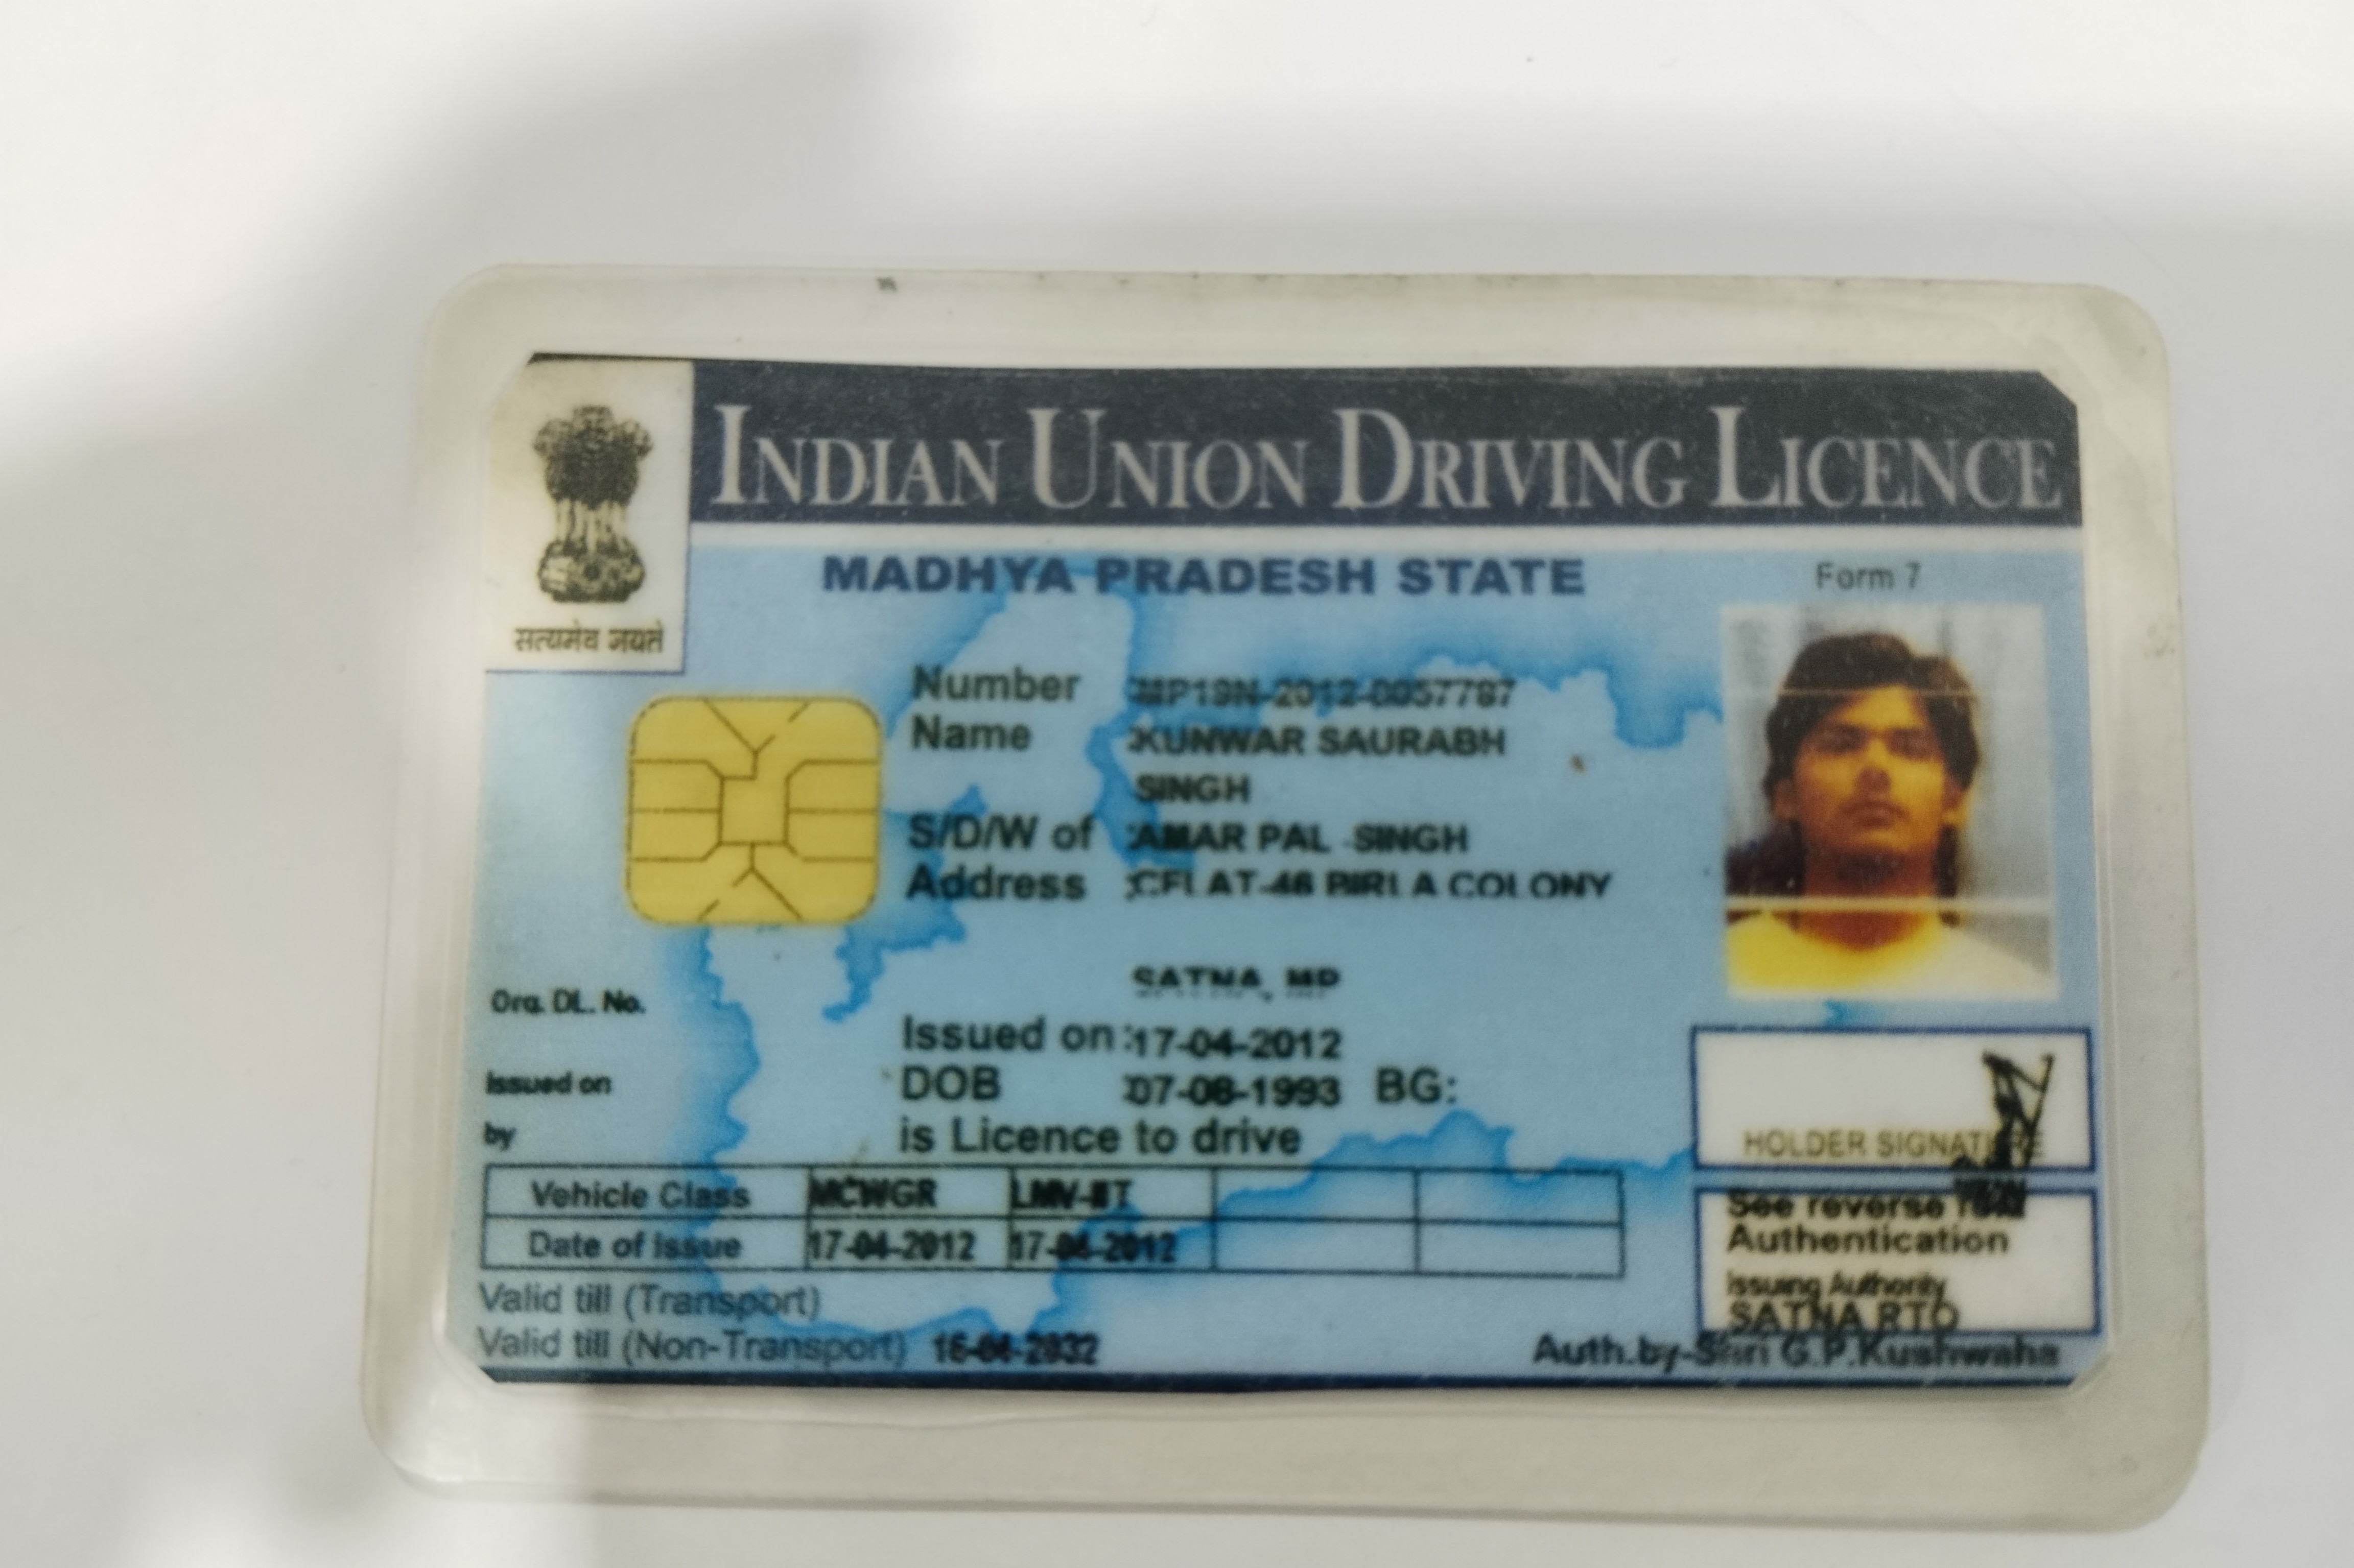 INDIAN UNION DRIVING LICENCE
MADHYA PRADESH STATE
Form 7
सत्यमेव जयते
Number :MP19N-2012-0057787
Name :KUNWAR SAURABH
SINGH
S/D/W of :AMAR PAL SINGH
Address :CFLAT-46 BIRLA COLONY
SATNA, MP
Org. DL. No.
Issued on :17-04-2012
Issued on
DOB :07-08-1993 BG:
by
is Licence to drive
HOLDER SIGNATURE
Vehicle Class MCWGR LMV-NT
Date of Issue 17-04-2012 17-04-2012
See reverse for
Authentication
Issuing Authority
SATNA RTO
Valid till (Transport)
Valid till (Non-Transport) 16-04-2032
Auth.by-Shri G.P.Kushwaha